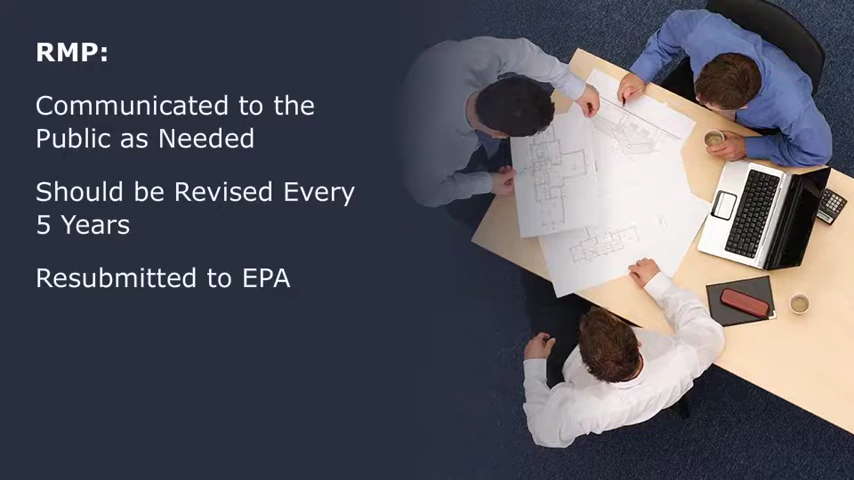 RMP:
Communicated to the
Public as Needed
Should be Revised Every
5 Years
Resubmitted to EPA